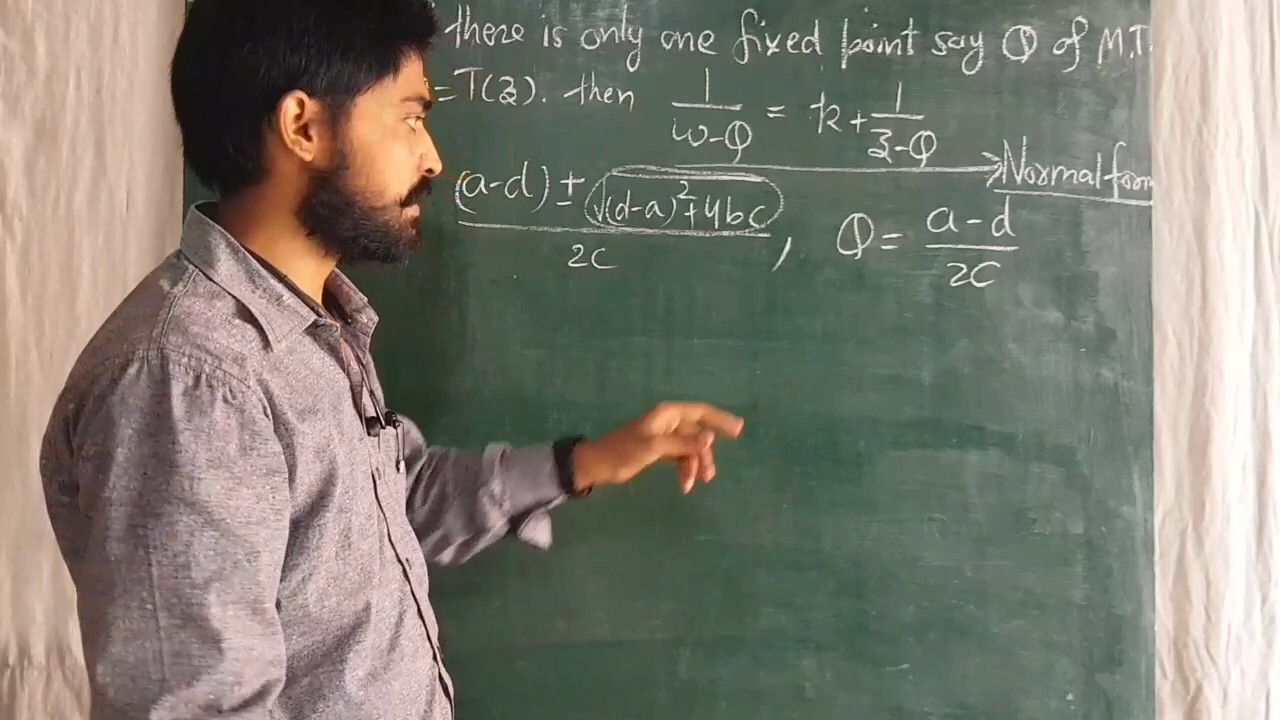 there is only one fixed point say Q of M.T.
=T(z). then 1/(w-Q) = k + 1/(z-Q)
→Normal form
(a-d) ± √(d-a)²+4bc / 2c , Q = a-d / 2c